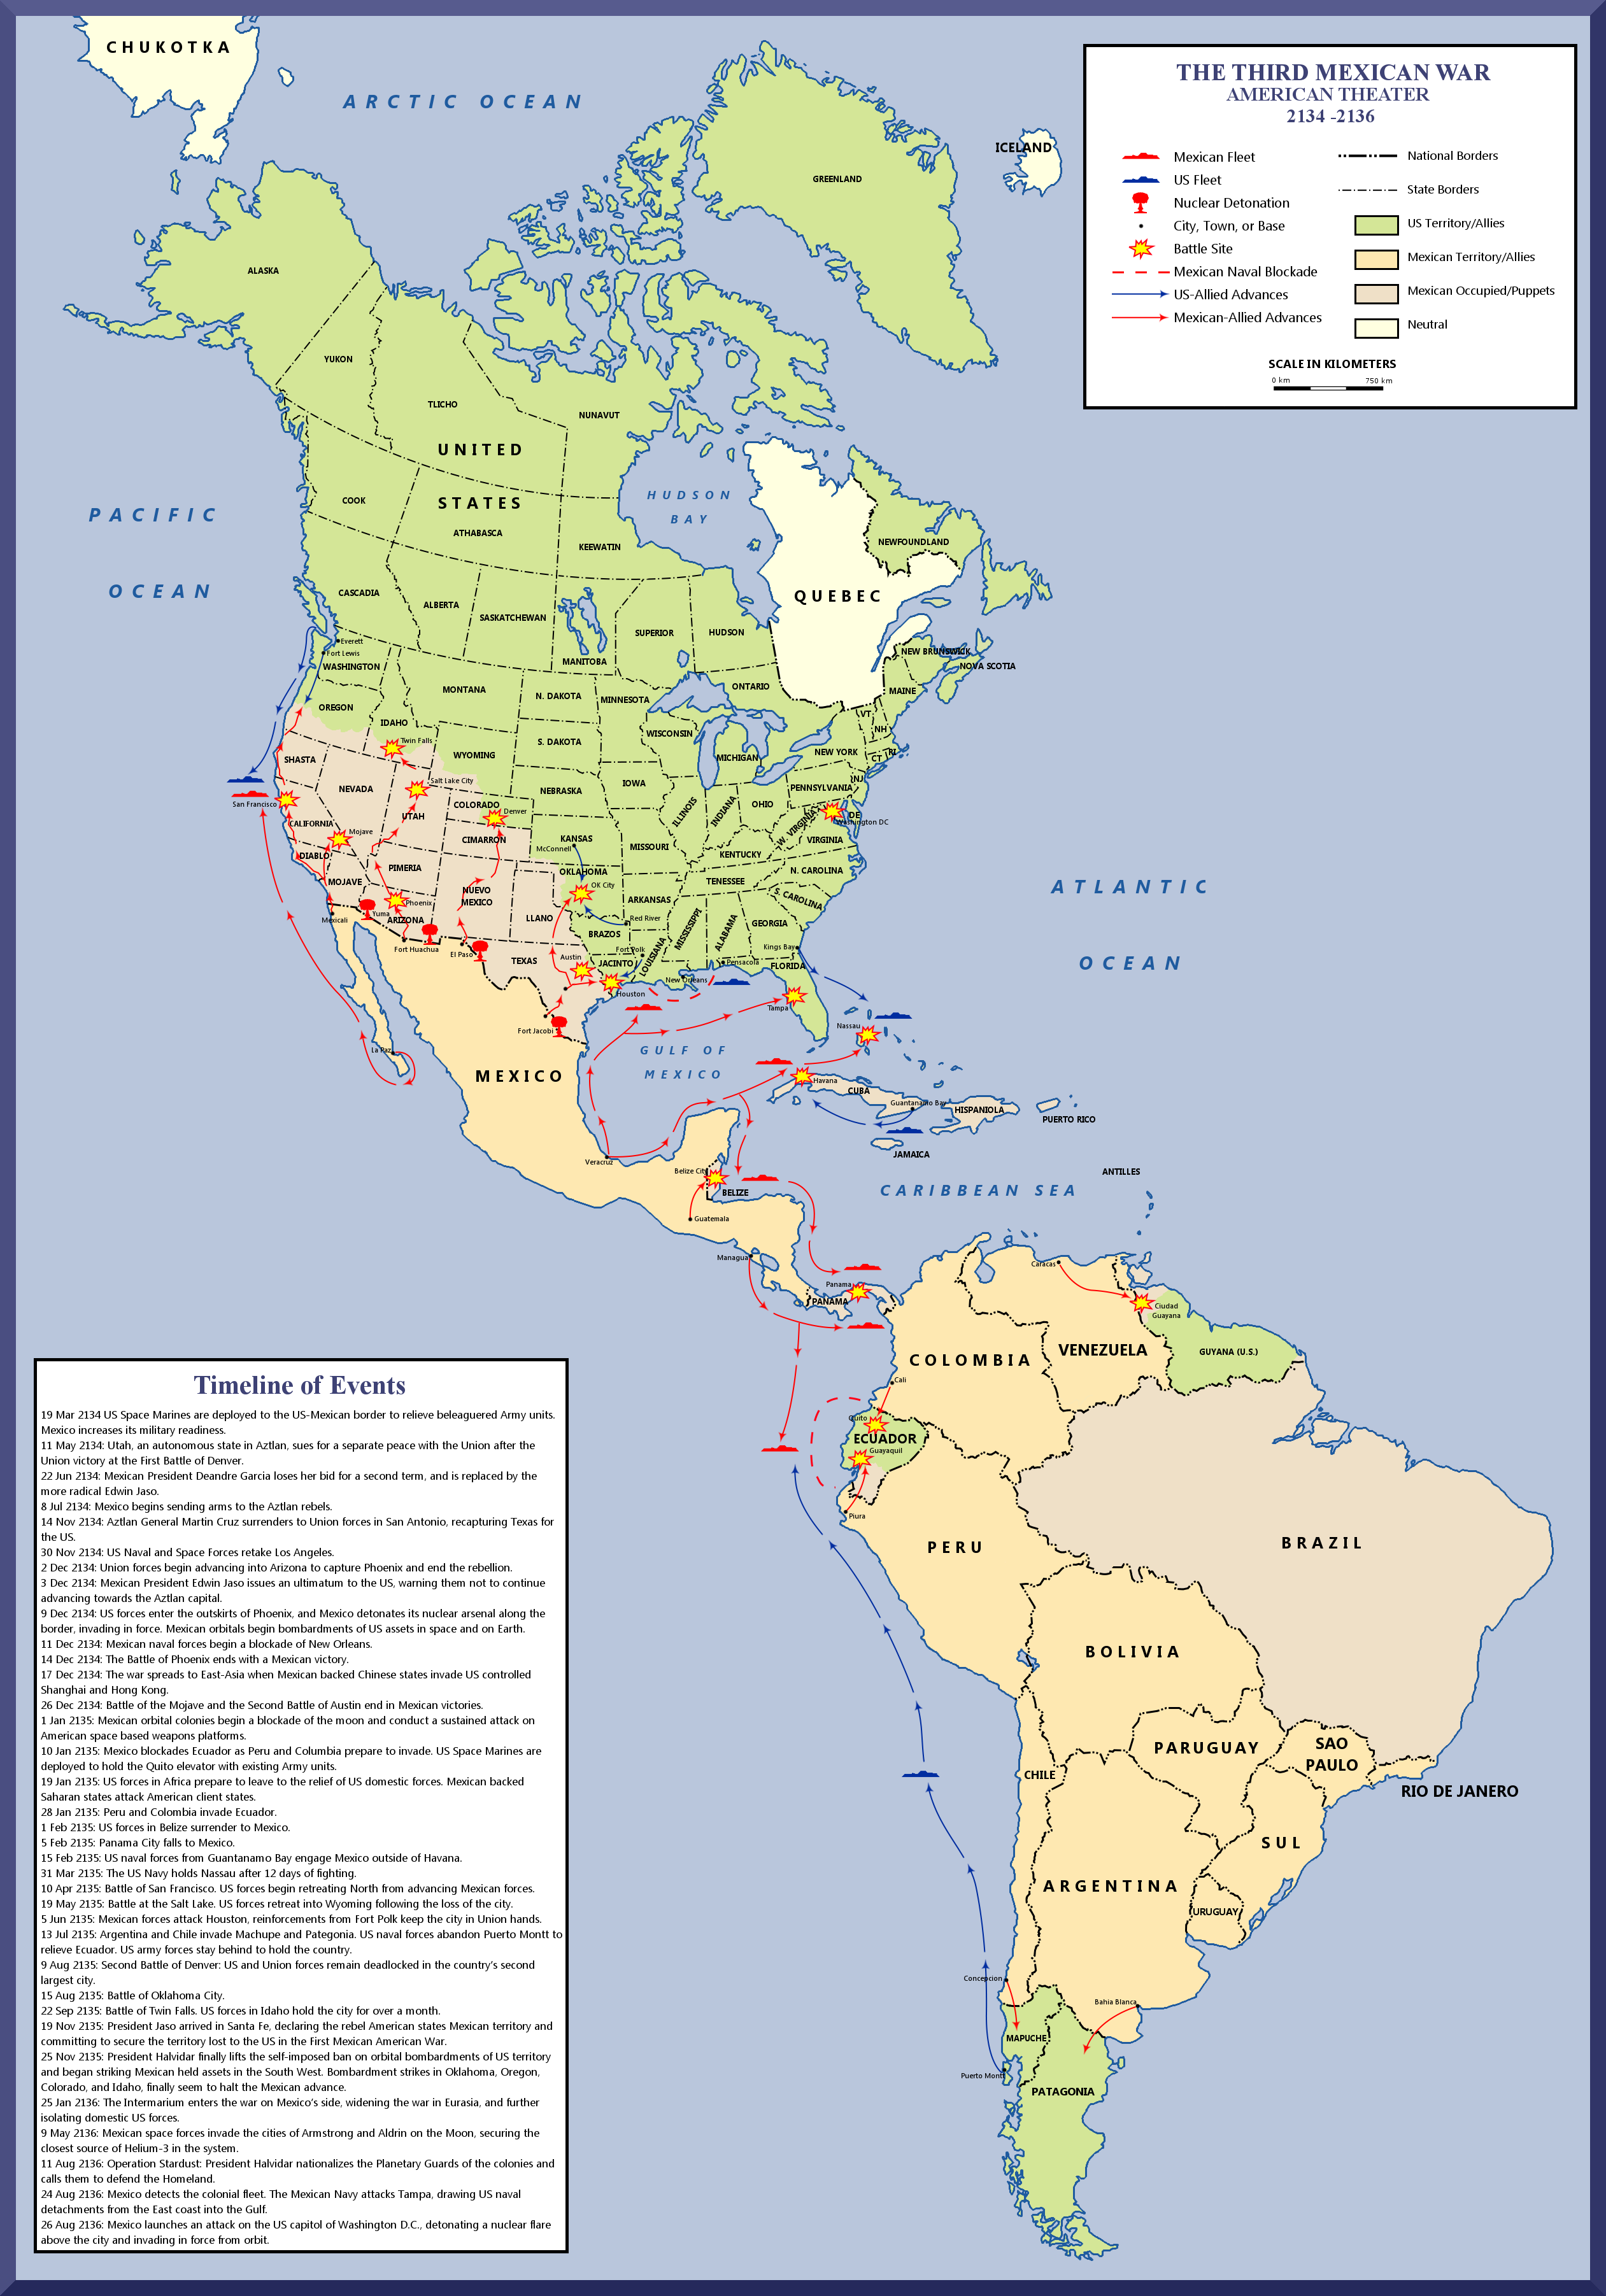 CHUKOTKA
ARCTIC OCEAN
ICELAND
GREENLAND
THE THIRD MEXICAN WAR
AMERICAN THEATER
2134 -2136
Mexican Fleet
US Fleet
Nuclear Detonation
City, Town, or Base
Battle Site
Mexican Naval Blockade
US-Allied Advances
Mexican-Allied Advances
National Borders
State Borders
US Territory/Allies
Mexican Territory/Allies
Mexican Occupied/Puppets
Neutral
SCALE IN KILOMETERS
0 km 750 km
ALASKA
YUKON
TLICHO
NUNAVUT
UNITED
STATES
COOK
ATHABASCA
KEEWATIN
HUDSON
BAY
PACIFIC
OCEAN
NEWFOUNDLAND
QUEBEC
CASCADIA
ALBERTA
SASKATCHEWAN
MANITOBA
SUPERIOR
HUDSON
ONTARIO
NEW BRUNSWICK
NOVA SCOTIA
MAINE
Everett
Fort Lewis
WASHINGTON
OREGON
IDAHO
MONTANA
N. DAKOTA
MINNESOTA
S. DAKOTA
WISCONSIN
MICHIGAN
NEW YORK
VT
NH
RI
CT
NJ
DE
PENNSYLVANIA
Twin Falls
WYOMING
SHASTA
NEVADA
Salt Lake City
UTAH
COLORADO
Denver
NEBRASKA
IOWA
ILLINOIS
INDIANA
OHIO
W. VIRGINIA
Washington DC
VIRGINIA
San Francisco
CALIFORNIA
Mojave
DIABLO
MOJAVE
PIMERIA
CIMARRON
KANSAS
McConnell
MISSOURI
KENTUCKY
N. CAROLINA
TENESSEE
S. CAROLINA
OKLAHOMA
OK City
ARKANSAS
NUEVO
MEXICO
LLANO
Phoenix
Yuma
ARIZONA
Mexicali
Fort Huachua
El Paso
TEXAS
Austin
BRAZOS
Red River
Fort Polk
JACINTO
LOUISIANA
MISSISSIPPI
ALABAMA
GEORGIA
Kings Bay
FLORIDA
Pensacola
New Orleans
Houston
Tampa
Fort Jacobi
ATLANTIC
OCEAN
La Paz
MEXICO
GULF OF
MEXICO
Nassau
Havana
CUBA
Guantanamo Bay
HISPANIOLA
PUERTO RICO
JAMAICA
ANTILLES
CARIBBEAN SEA
Veracruz
Belize City
BELIZE
Guatemala
Managua
Panama
PANAMA
Caracas
Ciudad
Guayana
GUYANA (U.S.)
COLOMBIA
VENEZUELA
Cali
Quito
ECUADOR
Guayaquil
Piura
PERU
BRAZIL
BOLIVIA
PARUGUAY
SAO
PAULO
RIO DE JANERO
CHILE
SUL
ARGENTINA
URUGUAY
Concepcion
Bahia Blanca
MAPUCHE
Puerto Montt
PATAGONIA
Timeline of Events
19 Mar 2134 US Space Marines are deployed to the US-Mexican border to relieve beleaguered Army units.
Mexico increases its military readiness.
11 May 2134: Utah, an autonomous state in Aztlan, sues for a separate peace with the Union after the
Union victory at the First Battle of Denver.
22 Jun 2134: Mexican President Deandre Garcia loses her bid for a second term, and is replaced by the
more radical Edwin Jaso.
8 Jul 2134: Mexico begins sending arms to the Aztlan rebels.
14 Nov 2134: Aztlan General Martin Cruz surrenders to Union forces in San Antonio, recapturing Texas for
the US.
30 Nov 2134: US Naval and Space Forces retake Los Angeles.
2 Dec 2134: Union forces begin advancing into Arizona to capture Phoenix and end the rebellion.
3 Dec 2134: Mexican President Edwin Jaso issues an ultimatum to the US, warning them not to continue
advancing towards the Aztlan capital.
9 Dec 2134: US forces enter the outskirts of Phoenix, and Mexico detonates its nuclear arsenal along the
border, invading in force. Mexican orbitals begin bombardments of US assets in space and on Earth.
11 Dec 2134: Mexican naval forces begin a blockade of New Orleans.
14 Dec 2134: The Battle of Phoenix ends with a Mexican victory.
17 Dec 2134: The war spreads to East-Asia when Mexican backed Chinese states invade US controlled
Shanghai and Hong Kong.
26 Dec 2134: Battle of the Mojave and the Second Battle of Austin end in Mexican victories.
1 Jan 2135: Mexican orbital colonies begin a blockade of the moon and conduct a sustained attack on
American space based weapons platforms.
10 Jan 2135: Mexico blockades Ecuador as Peru and Columbia prepare to invade. US Space Marines are
deployed to hold the Quito elevator with existing Army units.
19 Jan 2135: US forces in Africa prepare to leave to the relief of US domestic forces. Mexican backed
Saharan states attack American client states.
28 Jan 2135: Peru and Colombia invade Ecuador.
1 Feb 2135: US forces in Belize surrender to Mexico.
5 Feb 2135: Panama City falls to Mexico.
15 Feb 2135: US naval forces from Guantanamo Bay engage Mexico outside of Havana.
31 Mar 2135: The US Navy holds Nassau after 12 days of fighting.
10 Apr 2135: Battle of San Francisco. US forces begin retreating North from advancing Mexican forces.
19 May 2135: Battle at the Salt Lake. US forces retreat into Wyoming following the loss of the city.
5 Jun 2135: Mexican forces attack Houston, reinforcements from Fort Polk keep the city in Union hands.
13 Jul 2135: Argentina and Chile invade Machupe and Pategonia. US naval forces abandon Puerto Montt to
relieve Ecuador. US army forces stay behind to hold the country.
9 Aug 2135: Second Battle of Denver: US and Union forces remain deadlocked in the country's second
largest city.
15 Aug 2135: Battle of Oklahoma City.
22 Sep 2135: Battle of Twin Falls. US forces in Idaho hold the city for over a month.
19 Nov 2135: President Jaso arrived in Santa Fe, declaring the rebel American states Mexican territory and
committing to secure the territory lost to the US in the First Mexican American War.
25 Nov 2135: President Halvidar finally lifts the self-imposed ban on orbital bombardments of US territory
and began striking Mexican held assets in the South West. Bombardment strikes in Oklahoma, Oregon,
Colorado, and Idaho, finally seem to halt the Mexican advance.
25 Jan 2136: The Intermarium enters the war on Mexico's side, widening the war in Eurasia, and further
isolating domestic US forces.
9 May 2136: Mexican space forces invade the cities of Armstrong and Aldrin on the Moon, securing the
closest source of Helium-3 in the system.
11 Aug 2136: Operation Stardust: President Halvidar nationalizes the Planetary Guards of the colonies and
calls them to defend the Homeland.
24 Aug 2136: Mexico detects the colonial fleet. The Mexican Navy attacks Tampa, drawing US naval
detachments from the East coast into the Gulf.
26 Aug 2136: Mexico launches an attack on the US capitol of Washington D.C., detonating a nuclear flare
above the city and invading in force from orbit.